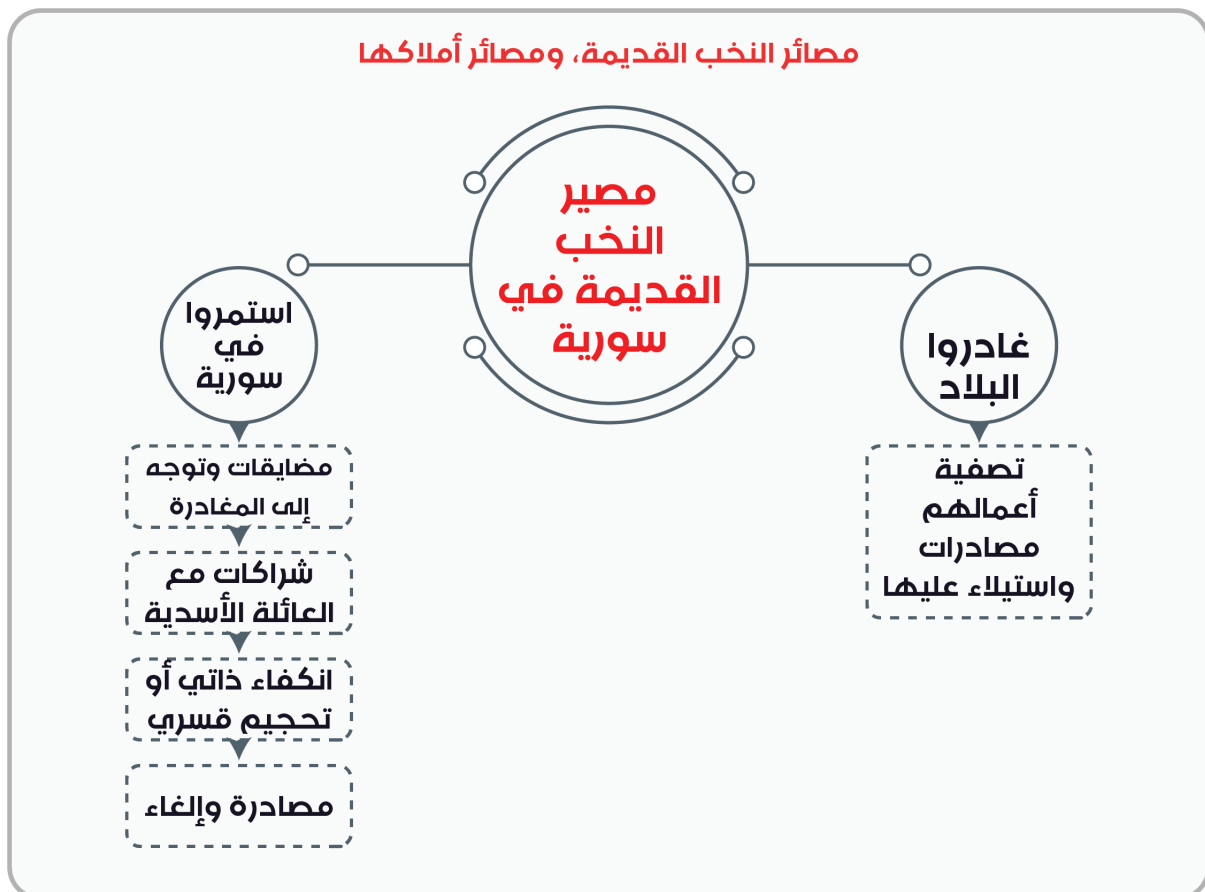 مصائر النخب القديمة، ومصائر أملاكها
مصير
النخب
القديمة في
سورية
غادروا
البلاد
تصفية
أعمالهم
مصادرات
واستيلاء عليها
استمروا
في
سورية
مضايقات وتوجه
إلى المغادرة
شراكات مع
العائلة الأسدية
انكفاء ذاتي أو
تحجيم قسري
مصادرة وإلغاء